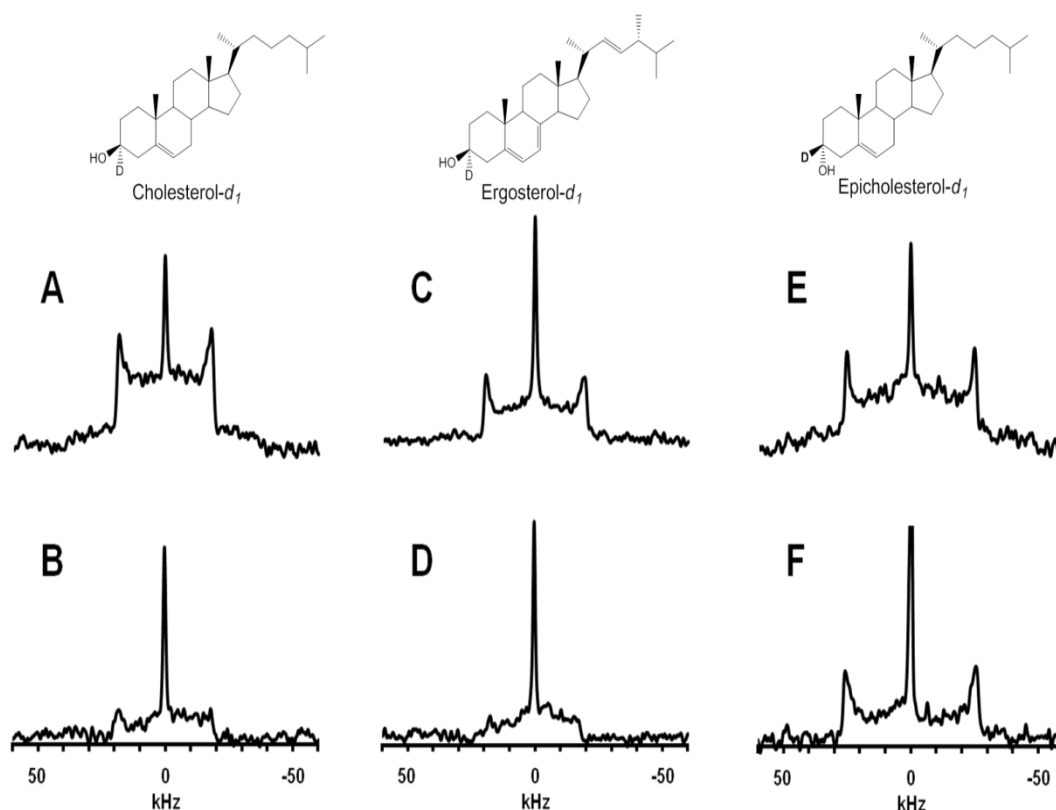 HO
D
Cholesterol-d1
HO
D
Ergosterol-d1
D
OH
Epicholesterol-d1
A
C
E
B
D
F
50 0 -50
kHz
50 0 -50
kHz
50 0 -50
kHz